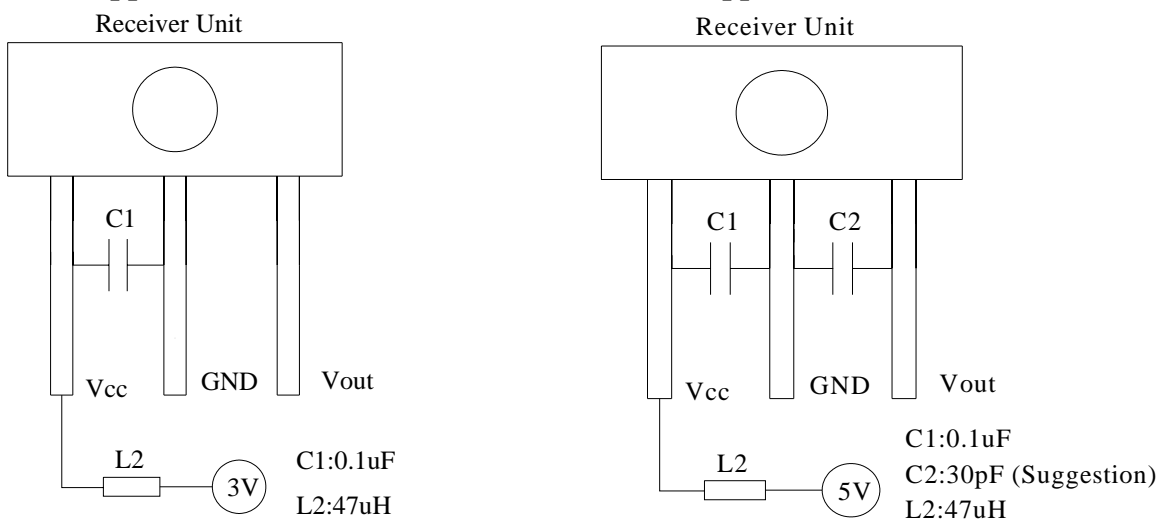 Receiver Unit
C1
Vcc
GND
Vout
L2
3V
C1:0.1uF
L2:47uH
Receiver Unit
C1
C2
Vcc
GND
Vout
L2
5V
C1:0.1uF
C2:30pF (Suggestion)
L2:47uH